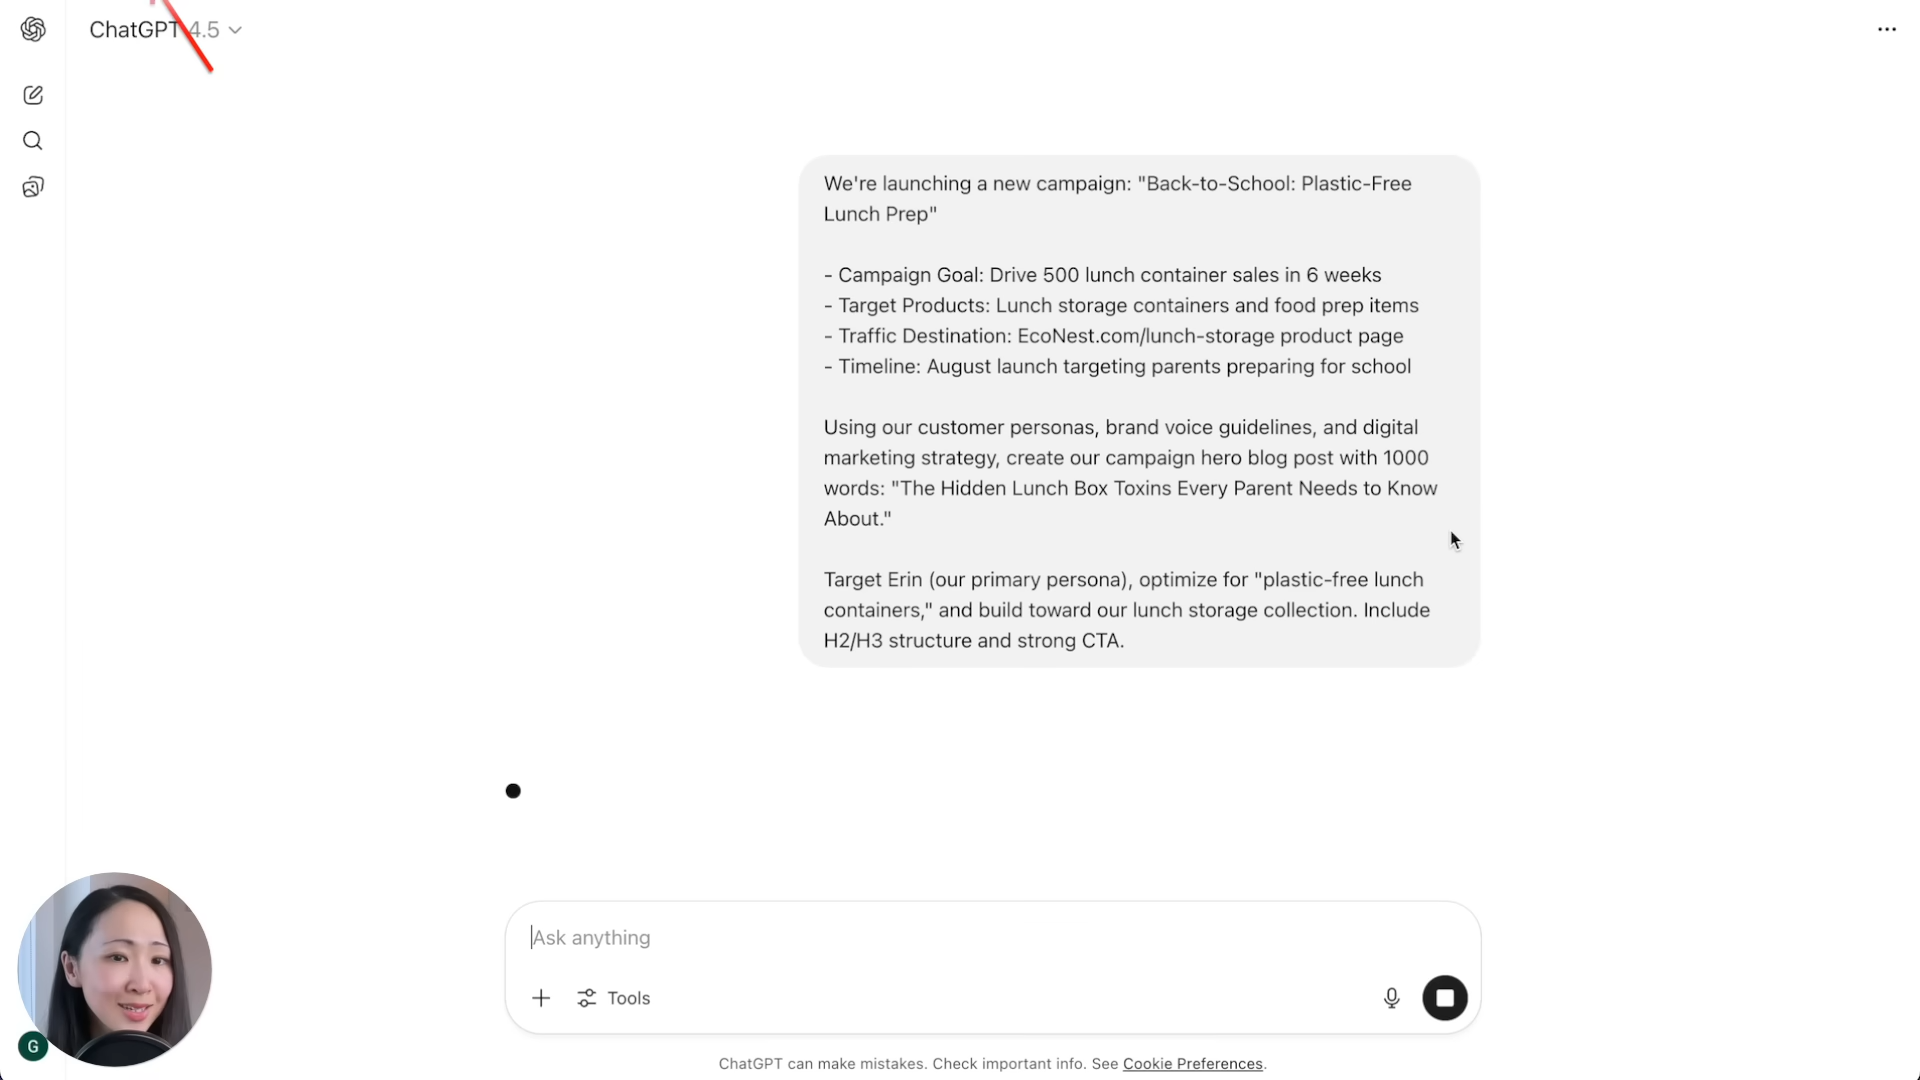 ChatGPT 4.5
We're launching a new campaign: "Back-to-School: Plastic-Free
Lunch Prep"
- Campaign Goal: Drive 500 lunch container sales in 6 weeks
- Target Products: Lunch storage containers and food prep items
- Traffic Destination: EcoNest.com/lunch-storage product page
- Timeline: August launch targeting parents preparing for school
Using our customer personas, brand voice guidelines, and digital
marketing strategy, create our campaign hero blog post with 1000
words: "The Hidden Lunch Box Toxins Every Parent Needs to Know
About."
Target Erin (our primary persona), optimize for "plastic-free lunch
containers," and build toward our lunch storage collection. Include
H2/H3 structure and strong CTA.
Ask anything
Tools
G
ChatGPT can make mistakes. Check important info. See Cookie Preferences.